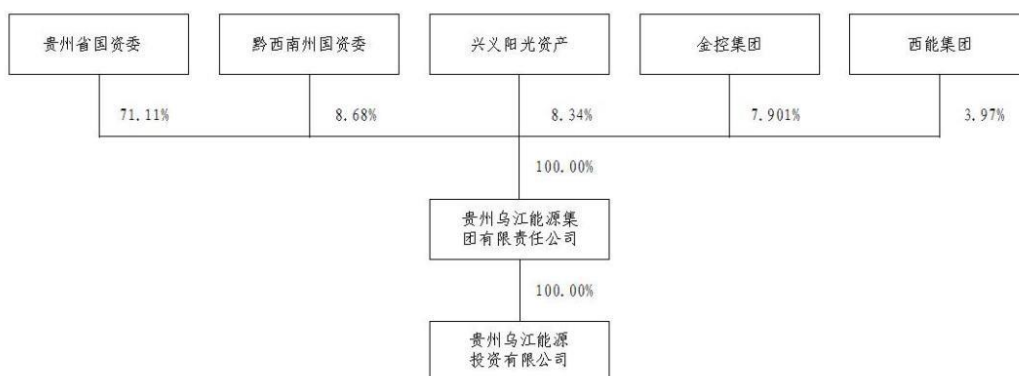 贵州省国资委
黔西南州国资委
兴义阳光资产
金控集团
西能集团
71.11%
8.68%
8.34%
7.901%
3.97%
100.00%
贵州乌江能源集
团有限责任公司
100.00%
贵州乌江能源
投资有限公司